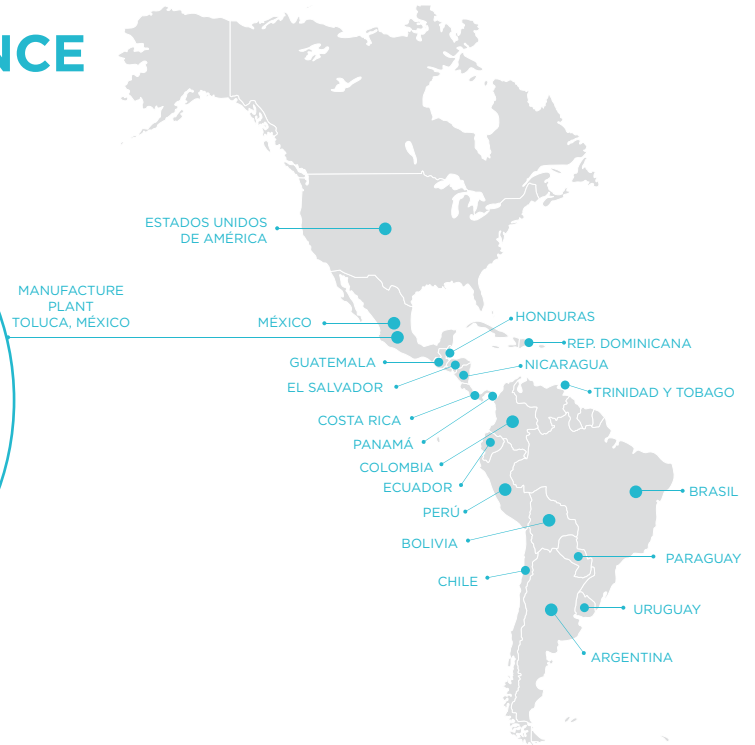 NCE
ESTADOS UNIDOS
DE AMÉRICA
MANUFACTURE
PLANT
TOLUCA, MÉXICO
MÉXICO
HONDURAS
REP. DOMINICANA
GUATEMALA
NICARAGUA
EL SALVADOR
TRINIDAD Y TOBAGO
COSTA RICA
PANAMÁ
COLOMBIA
ECUADOR
BRASIL
PERÚ
BOLIVIA
PARAGUAY
CHILE
URUGUAY
ARGENTINA